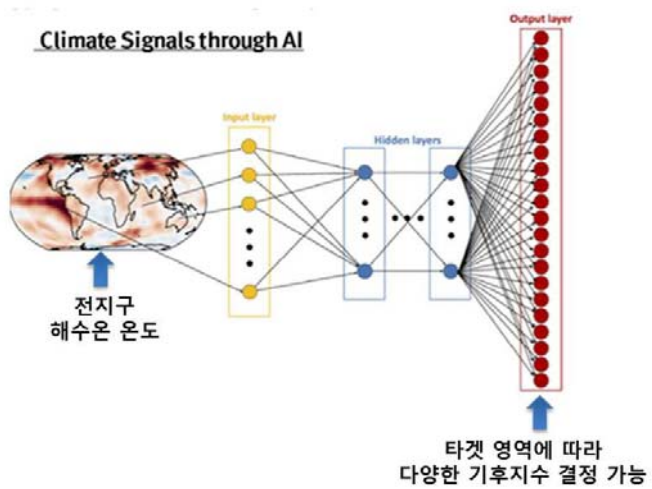 Climate Signals through AI
Output layer
Input layer
Hidden layers
전지구
해수온 온도
타겟 영역에 따라
다양한 기후지수 결정 가능